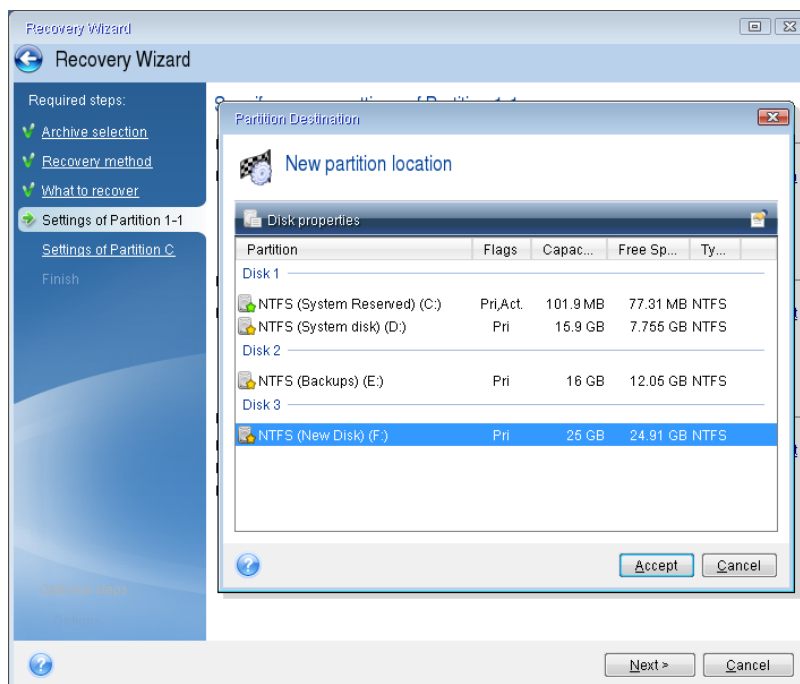 Recovery Wizard
Recovery Wizard
Required steps:
Archive selection
Recovery method
What to recover
Settings of Partition 1-1
Settings of Partition C
Finish
Partition Destination
New partition location
Disk properties
Partition Flags Capac... Free Sp... Ty...
Disk 1
NTFS (System Reserved) (C:) Pri,Act. 101.9 MB 77.31 MB NTFS
NTFS (System disk) (D:) Pri 15.9 GB 7.755 GB NTFS
Disk 2
NTFS (Backups) (E:) Pri 16 GB 12.05 GB NTFS
Disk 3
NTFS (New Disk) (F:) Pri 25 GB 24.91 GB NTFS
Accept Cancel
Next > Cancel